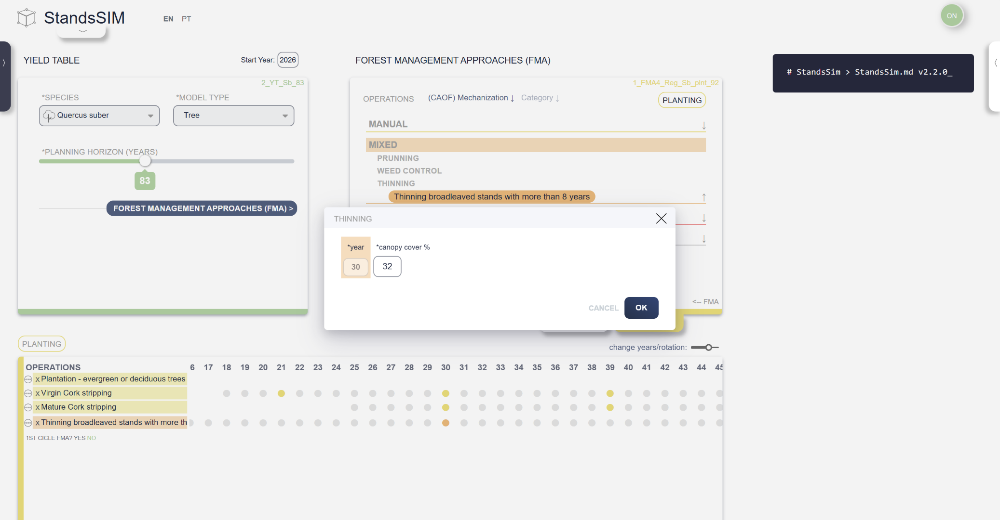 StandsSIM
EN PT
ON
YIELD TABLE
Start Year: 2026
2_YT_Sb_83
*SPECIES
*MODEL TYPE
Quercus suber
Tree
*PLANNING HORIZON (YEARS)
83
FOREST MANAGEMENT APPROACHES (FMA) >
FOREST MANAGEMENT APPROACHES (FMA)
1_FMA4_Reg_Sb_plnt_92
OPERATIONS
(CAOF) Mechanization ↓ Category ↓
PLANTING
MANUAL ↓
MIXED
PRUNNING
WEED CONTROL
THINNING
Thinning broadleaved stands with more than 8 years ↑
↓
↓
<-- FMA
# StandsSim > StandsSim.md v2.2.0_
THINNING
*year *canopy cover %
30 32
CANCEL OK
PLANTING
change years/rotation:
OPERATIONS 6 17 18 19 20 21 22 23 24 25 26 27 28 29 30 31 32 33 34 35 36 37 38 39 40 41 42 43 44 45
x Plantation - evergreen or deciduous trees
x Virgin Cork stripping
x Mature Cork stripping
x Thinning broadleaved stands with more th
1ST CICLE FMA? YES NO